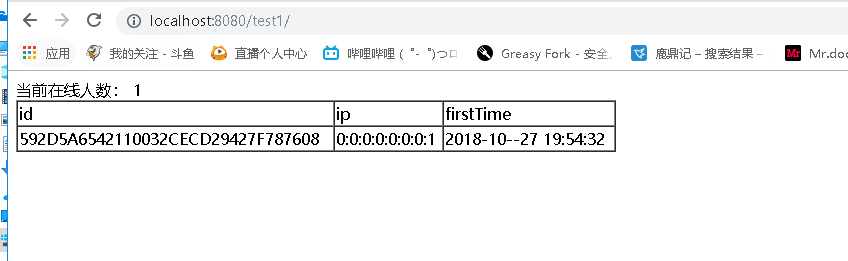 localhost:8080/test1/
应用 我的关注 - 斗鱼 直播个人中心 哔哩哔哩 ( ゜- ゜)つロ Greasy Fork - 安全、 鹿鼎记 – 搜索结果 – Mr.doc
当前在线人数： 1
id ip firstTime
592D5A6542110032CECD29427F787608 0:0:0:0:0:0:0:1 2018-10--27 19:54:32